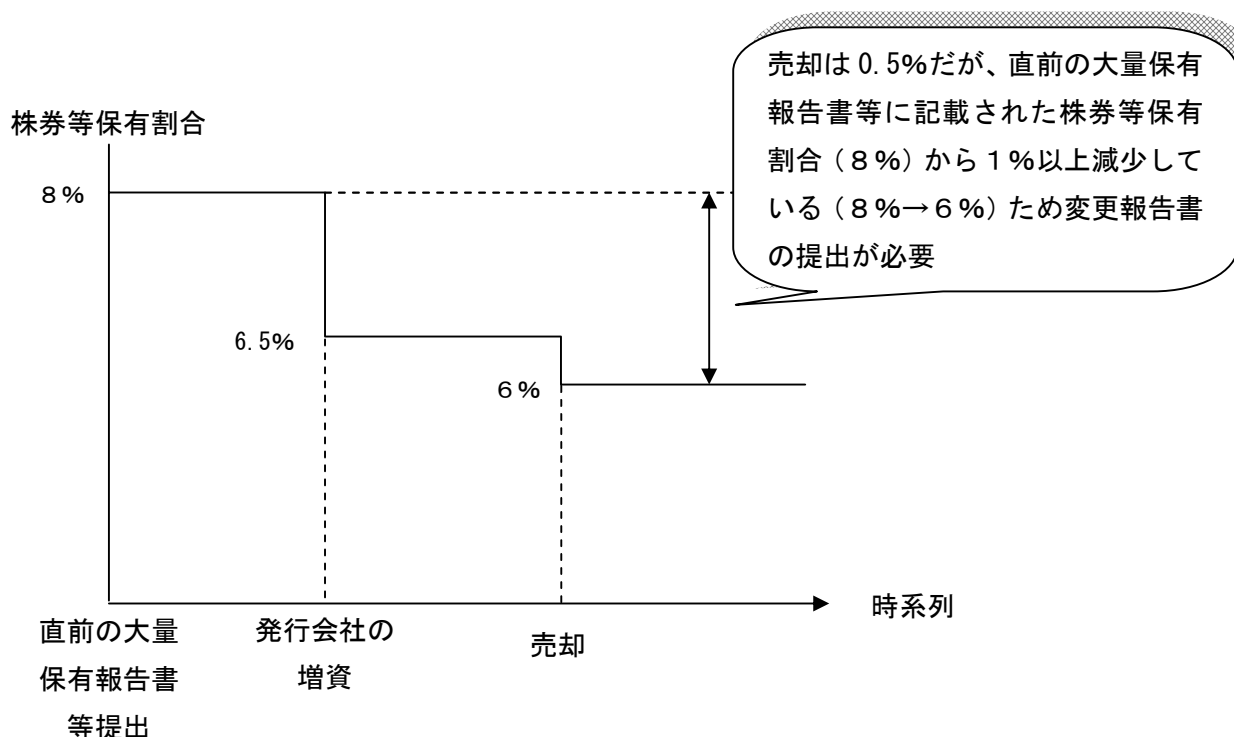 売却は0.5%だが、直前の大量保有
報告書等に記載された株券等保有
割合（８%）から１%以上減少して
いる（８%→６%）ため変更報告書
の提出が必要
株券等保有割合
８%
6.5%
６%
時系列
直前の大量
保有報告書
等提出
発行会社の
増資
売却